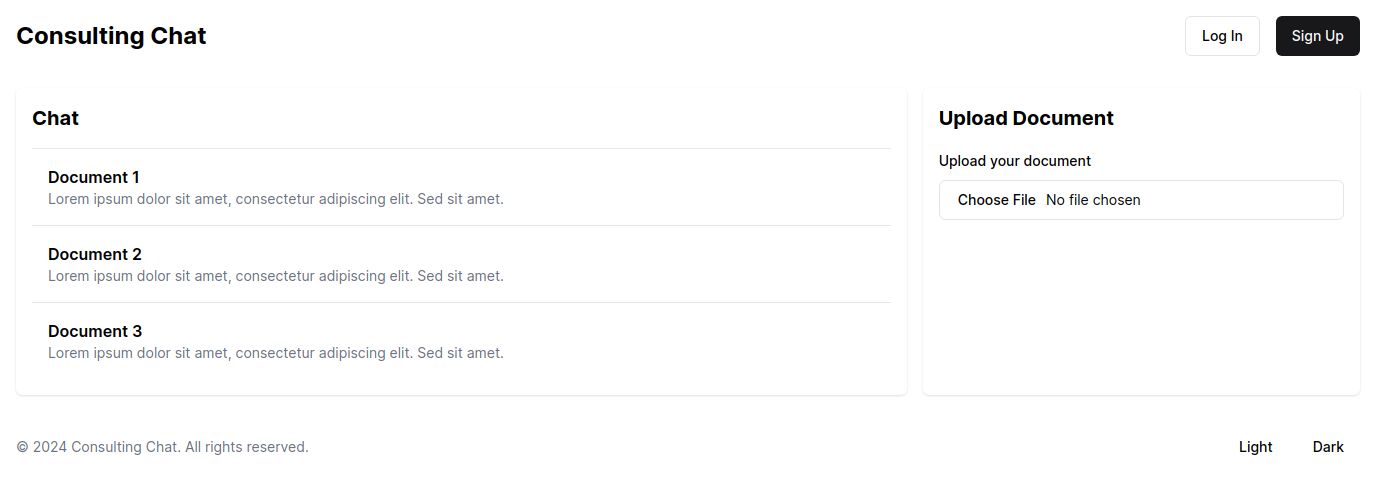 Consulting Chat
Log In
Sign Up
Chat
Document 1
Lorem ipsum dolor sit amet, consectetur adipiscing elit. Sed sit amet.
Document 2
Lorem ipsum dolor sit amet, consectetur adipiscing elit. Sed sit amet.
Document 3
Lorem ipsum dolor sit amet, consectetur adipiscing elit. Sed sit amet.
Upload Document
Upload your document
Choose File No file chosen
© 2024 Consulting Chat. All rights reserved.
Light
Dark